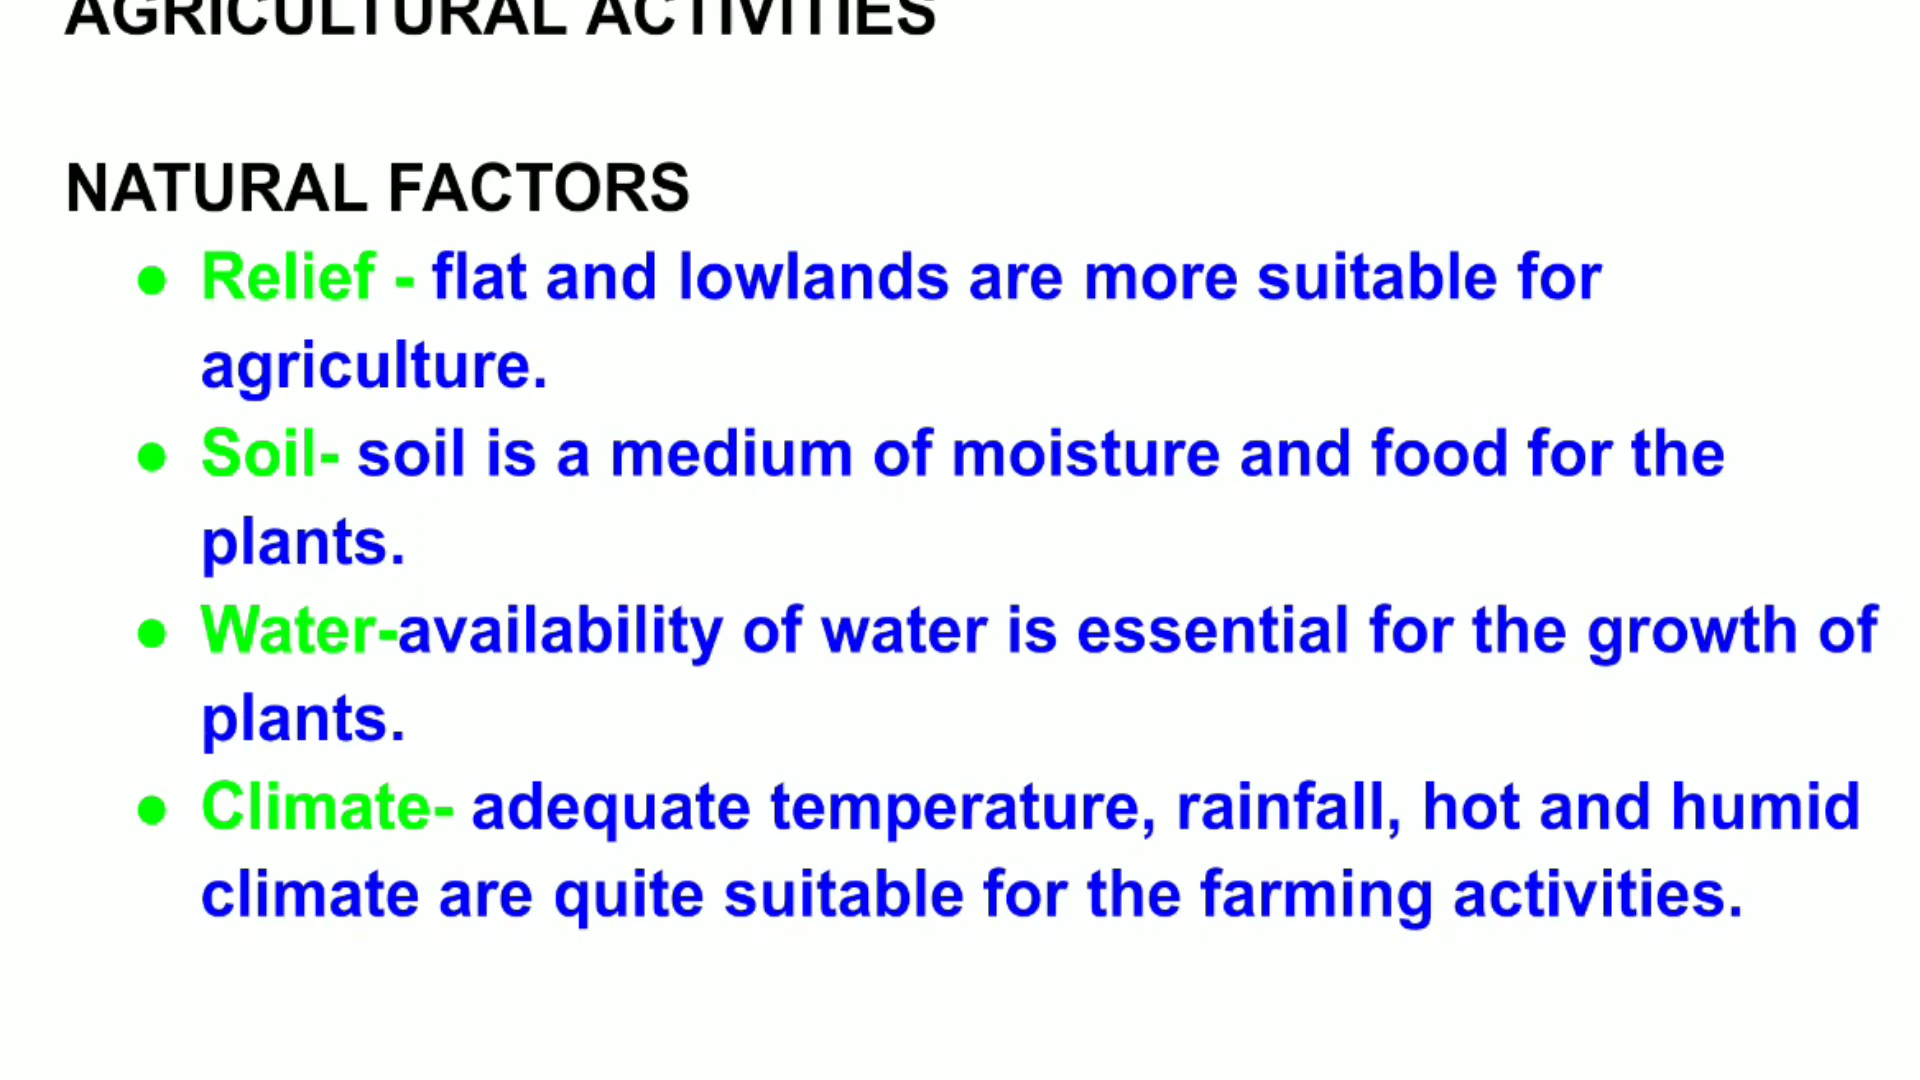 AGRICULTURAL ACTIVITIES
NATURAL FACTORS
● Relief - flat and lowlands are more suitable for
agriculture.
● Soil- soil is a medium of moisture and food for the
plants.
● Water-availability of water is essential for the growth of
plants.
● Climate- adequate temperature, rainfall, hot and humid
climate are quite suitable for the farming activities.